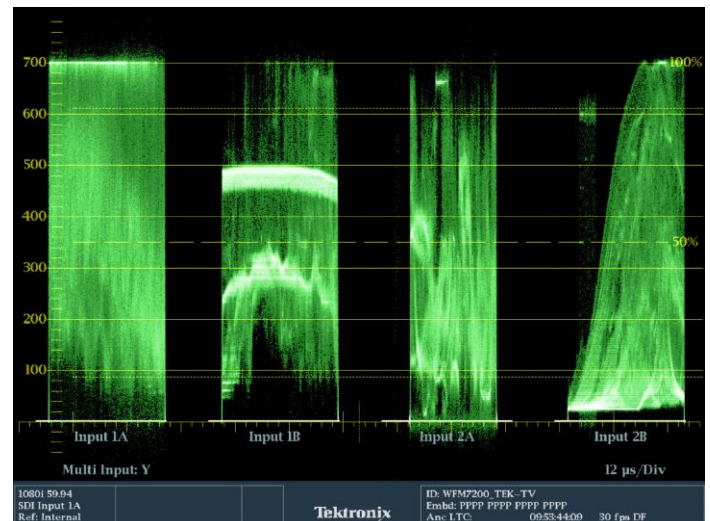 700
100%
600
500
400
50%
300
200
100
Input 1A Input 1B Input 2A Input 2B
Multi Input: Y 12 µs/Div
1080i 59.94
SDI Input 1A
Ref: Internal
Tektronix
ID: WFM7200_TEK-TV
Embd: PPPP PPPP PPPP PPPP
Anc LTC: 09:53:44:09 30 fps DF